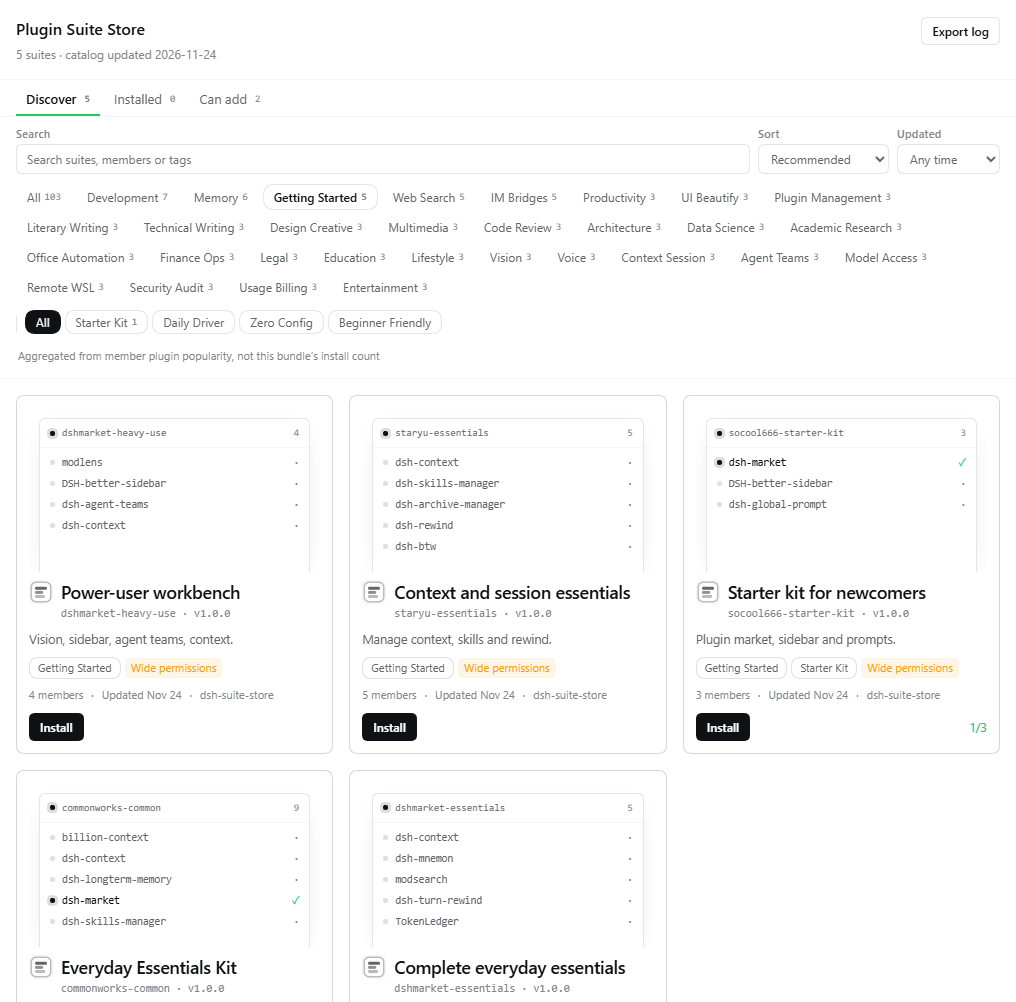 Plugin Suite Store
Export log
5 suites · catalog updated 2026-11-24
Discover 5 Installed 0 Can add 2
Search Sort Updated
Search suites, members or tags Recommended Any time
All 103 Development 7 Memory 6 Getting Started 5 Web Search 5 IM Bridges 5 Productivity 3 UI Beautify 3 Plugin Management 3
Literary Writing 3 Technical Writing 3 Design Creative 3 Multimedia 3 Code Review 3 Architecture 3 Data Science 3 Academic Research 3
Office Automation 3 Finance Ops 3 Legal 3 Education 3 Lifestyle 3 Vision 3 Voice 3 Context Session 3 Agent Teams 3 Model Access 3
Remote WSL 3 Security Audit 3 Usage Billing 3 Entertainment 3
All Starter Kit 1 Daily Driver Zero Config Beginner Friendly
Aggregated from member plugin popularity, not this bundle's install count
dshmarket-heavy-use 4
modlens ·
DSH-better-sidebar ·
dsh-agent-teams ·
dsh-context ·
Power-user workbench
dshmarket-heavy-use · v1.0.0
Vision, sidebar, agent teams, context.
Getting Started Wide permissions
4 members · Updated Nov 24 · dsh-suite-store
Install
staryu-essentials 5
dsh-context ·
dsh-skills-manager ·
dsh-archive-manager ·
dsh-rewind ·
dsh-btw ·
Context and session essentials
staryu-essentials · v1.0.0
Manage context, skills and rewind.
Getting Started Wide permissions
5 members · Updated Nov 24 · dsh-suite-store
Install
socool666-starter-kit 3
dsh-market ✓
DSH-better-sidebar ·
dsh-global-prompt ·
Starter kit for newcomers
socool666-starter-kit · v1.0.0
Plugin market, sidebar and prompts.
Getting Started Starter Kit Wide permissions
3 members · Updated Nov 24 · dsh-suite-store
Install 1/3
commonworks-common 9
billion-context ·
dsh-context ·
dsh-longterm-memory ·
dsh-market ✓
dsh-skills-manager ·
Everyday Essentials Kit
commonworks-common · v1.0.0
dshmarket-essentials 5
dsh-context ·
dsh-mnemon ·
modsearch ·
dsh-turn-rewind ·
TokenLedger ·
Complete everyday essentials
dshmarket-essentials · v1.0.0